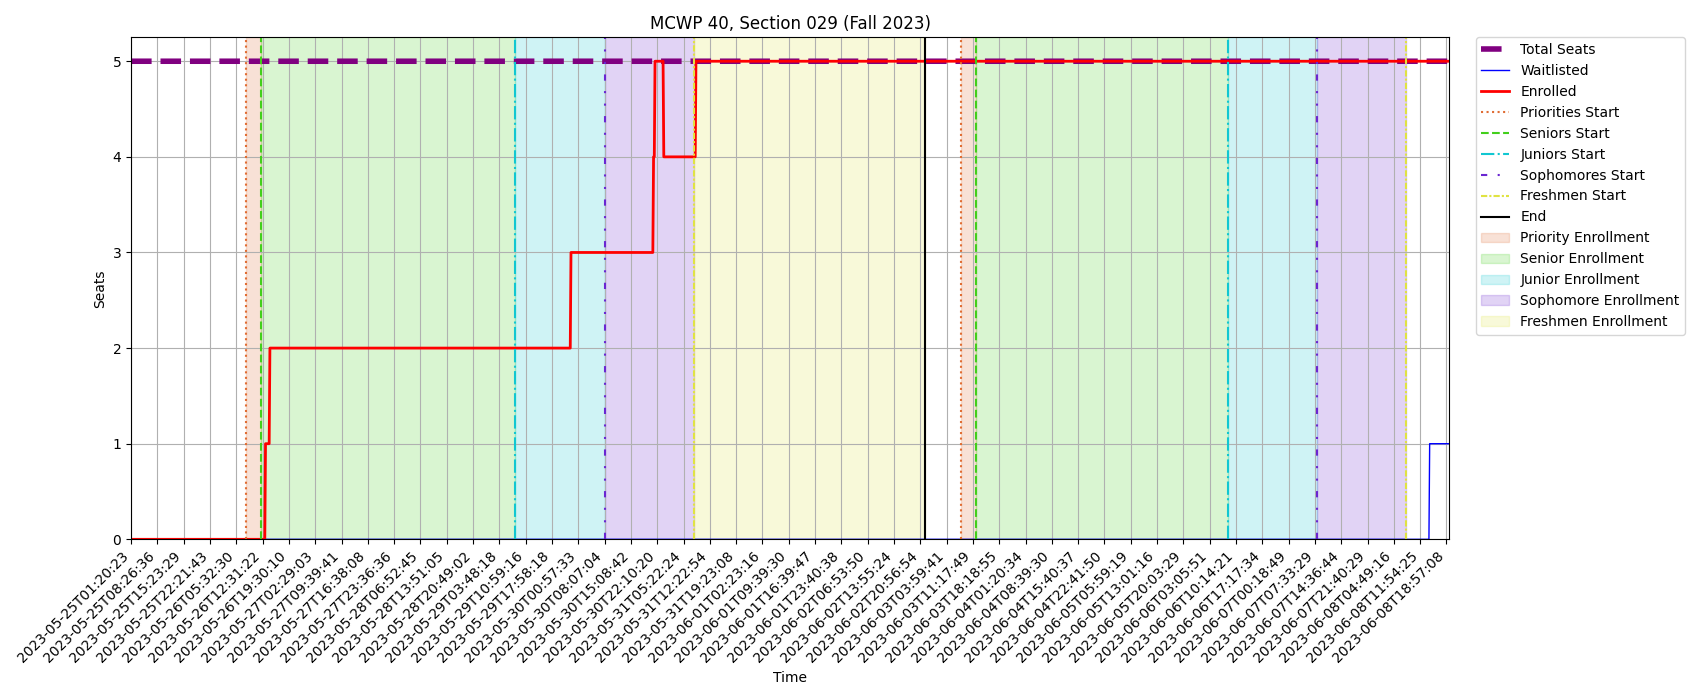 MCWP 40, Section 029 (Fall 2023)
Seats
5
4
3
2
1
0
2023-05-25T01:20:23
2023-05-25T08:26:36
2023-05-25T15:23:29
2023-05-25T22:21:43
2023-05-26T05:32:30
2023-05-26T12:31:22
2023-05-26T19:30:10
2023-05-27T02:29:03
2023-05-27T09:39:41
2023-05-27T16:38:08
2023-05-27T23:36:36
2023-05-28T06:52:45
2023-05-28T13:51:05
2023-05-28T20:49:02
2023-05-29T03:48:18
2023-05-29T10:59:16
2023-05-29T17:58:18
2023-05-30T00:57:33
2023-05-30T08:07:04
2023-05-30T15:08:42
2023-05-30T22:10:20
2023-05-31T05:22:24
2023-05-31T12:22:54
2023-05-31T19:23:08
2023-06-01T02:23:16
2023-06-01T09:39:30
2023-06-01T16:39:47
2023-06-01T23:40:38
2023-06-02T06:53:50
2023-06-02T13:55:24
2023-06-02T20:56:54
2023-06-03T03:59:41
2023-06-03T11:17:49
2023-06-03T18:18:55
2023-06-04T01:20:34
2023-06-04T08:39:30
2023-06-04T15:40:37
2023-06-04T22:41:50
2023-06-05T05:59:19
2023-06-05T13:01:16
2023-06-05T20:03:29
2023-06-06T03:05:51
2023-06-06T10:14:21
2023-06-06T17:17:34
2023-06-07T00:18:49
2023-06-07T07:33:29
2023-06-07T14:36:44
2023-06-07T21:40:29
2023-06-08T04:49:16
2023-06-08T11:54:25
2023-06-08T18:57:08
Time
Total Seats
Waitlisted
Enrolled
Priorities Start
Seniors Start
Juniors Start
Sophomores Start
Freshmen Start
End
Priority Enrollment
Senior Enrollment
Junior Enrollment
Sophomore Enrollment
Freshmen Enrollment